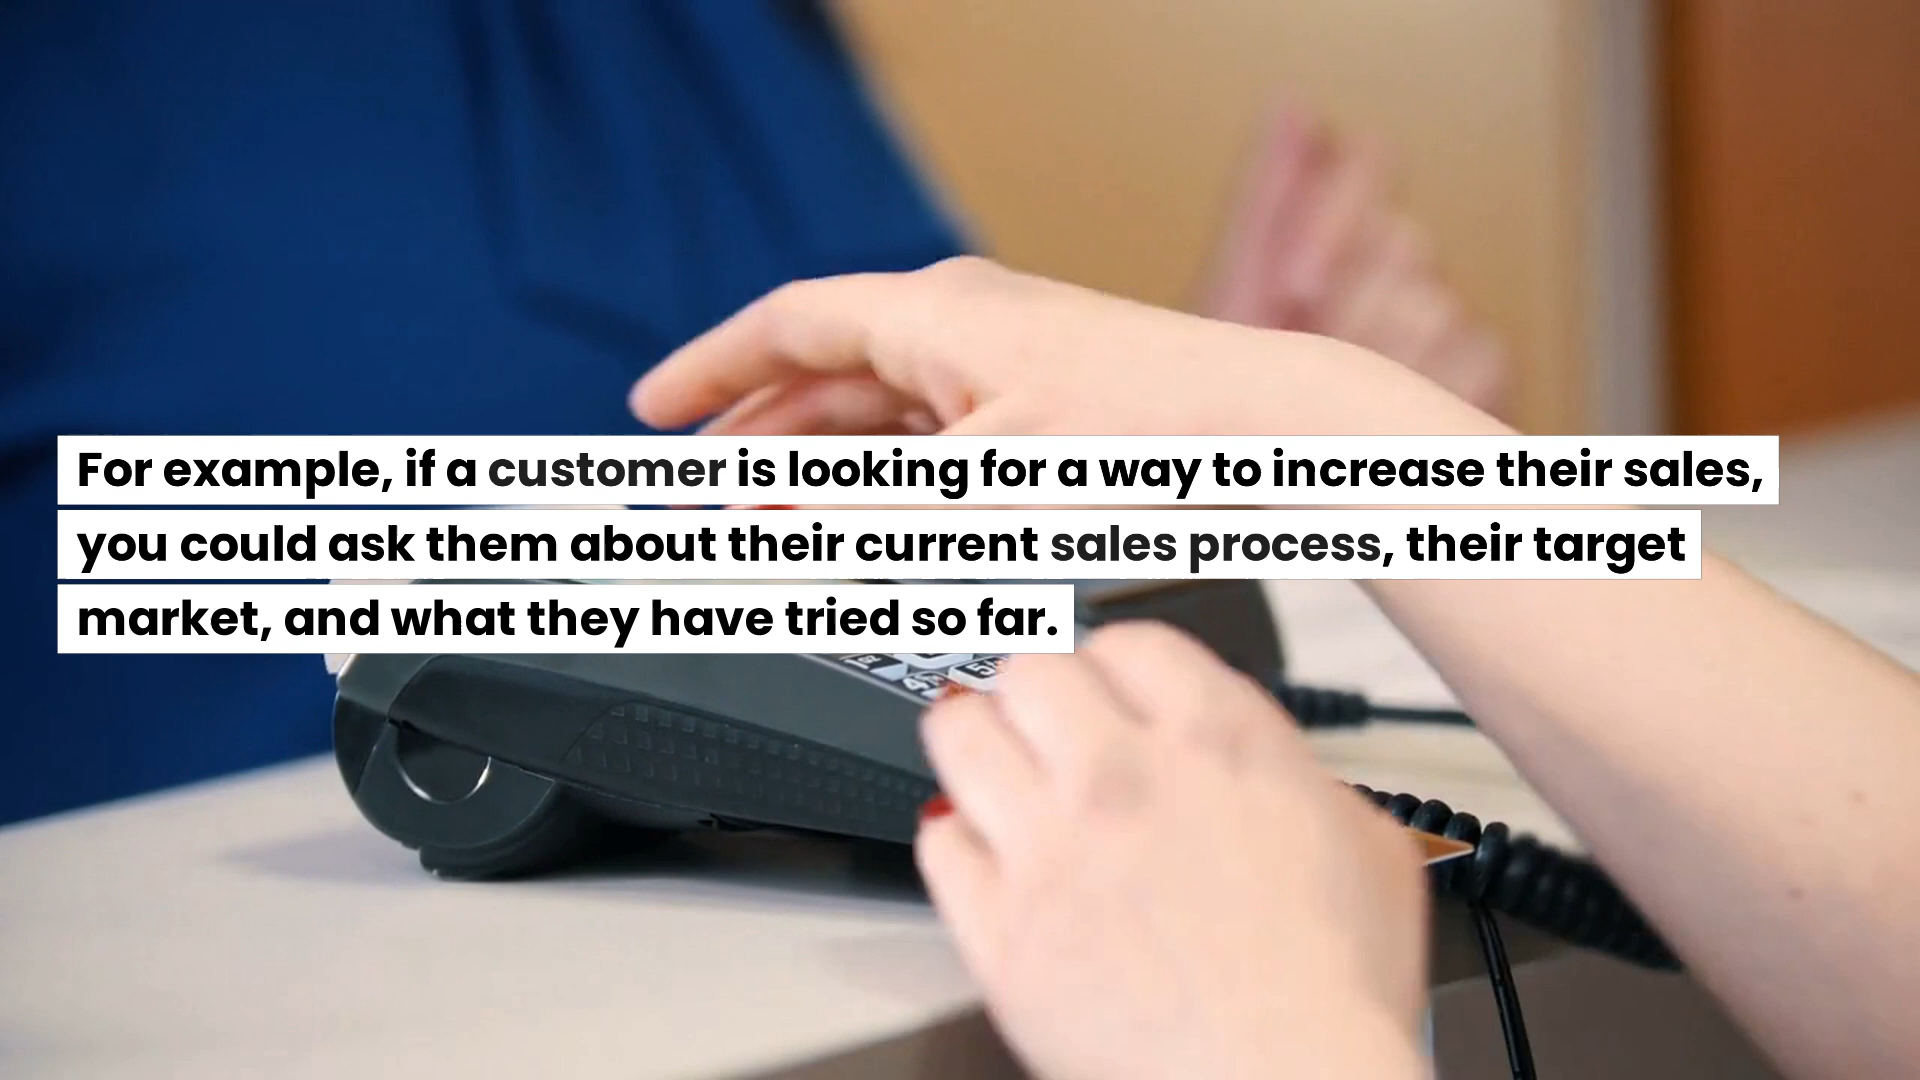 For example, if a customer is looking for a way to increase their sales,
you could ask them about their current sales process, their target
market, and what they have tried so far.